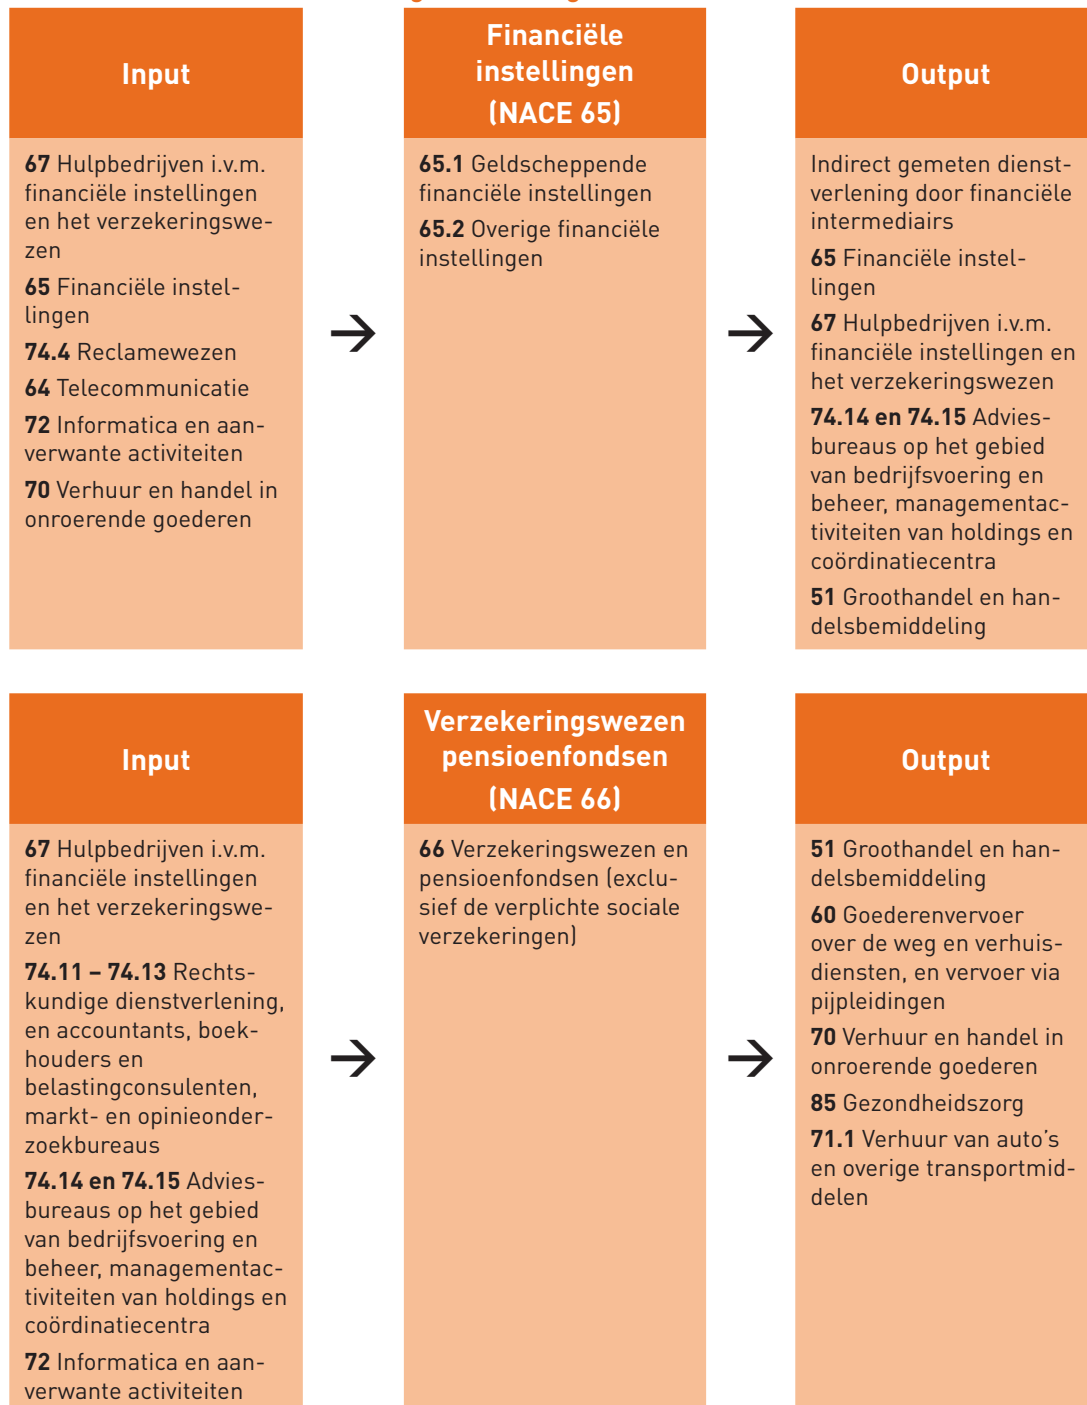 Input
Financiële
instellingen
(NACE 65)
Output
67 Hulpbedrijven i.v.m.
financiële instellingen
en het verzekeringswe-
zen
65 Financiële instel-
lingen
74.4 Reclamewezen
64 Telecommunicatie
72 Informatica en aan-
verwante activiteiten
70 Verhuur en handel in
onroerende goederen
→
65.1 Geldscheppende
financiële instellingen
65.2 Overige financiële
instellingen
→
Indirect gemeten dienst-
verlening door financiële
intermediairs
65 Financiële instel-
lingen
67 Hulpbedrijven i.v.m.
financiële instellingen en
het verzekeringswezen
74.14 en 74.15 Advies-
bureaus op het gebied
van bedrijfsvoering en
beheer, managementac-
tiviteiten van holdings en
coördinatiecentra
51 Groothandel en han-
delsbemiddeling
Input
Verzekeringswezen
pensioenfondsen
(NACE 66)
Output
67 Hulpbedrijven i.v.m.
financiële instellingen
en het verzekeringswe-
zen
74.11 – 74.13 Rechts-
kundige dienstverlening,
en accountants, boek-
houders en
belastingconsulenten,
markt- en opinieonder-
zoekbureaus
74.14 en 74.15 Advies-
bureaus op het gebied
van bedrijfsvoering en
beheer, managementac-
tiviteiten van holdings en
coördinatiecentra
72 Informatica en aan-
verwante activiteiten
→
66 Verzekeringswezen en
pensioenfondsen (exclu-
sief de verplichte sociale
verzekeringen)
→
51 Groothandel en han-
delsbemiddeling
60 Goederenvervoer
over de weg en verhuis-
diensten, en vervoer via
pijpleidingen
70 Verhuur en handel in
onroerende goederen
85 Gezondheidszorg
71.1 Verhuur van auto's
en overige transportmid-
delen